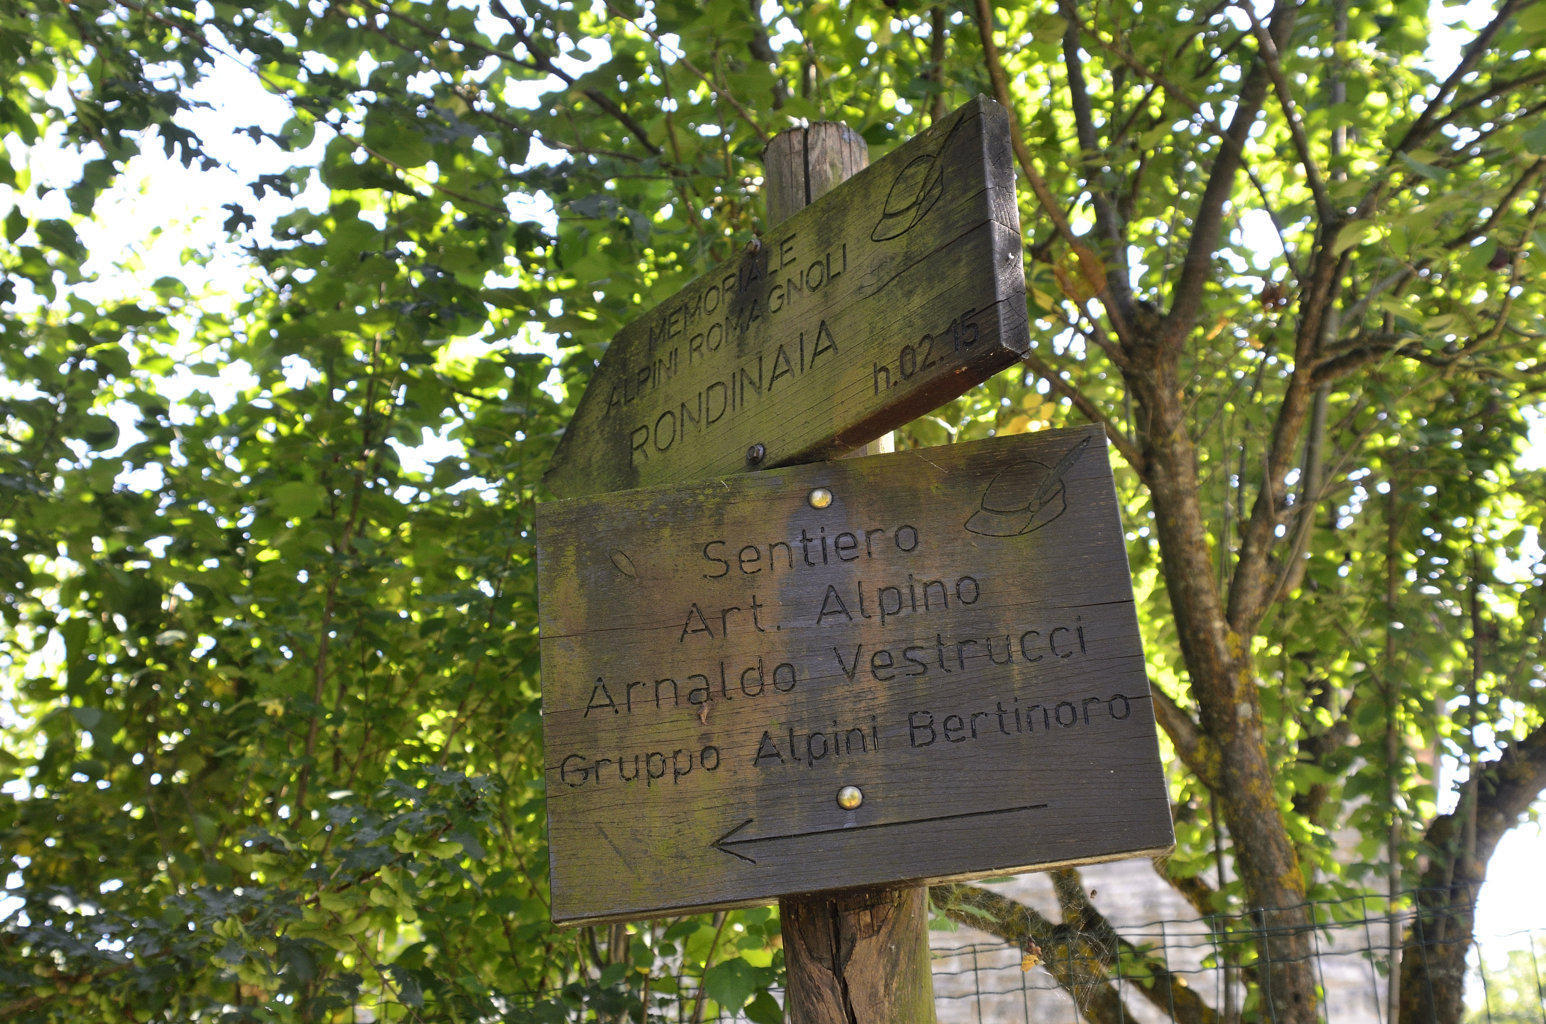 MEMORIALE
ALPINI ROMAGNOLI
RONDINAIA
h.02.15
Sentiero
Art. Alpino
Arnaldo Vestrucci
Gruppo Alpini Bertinoro